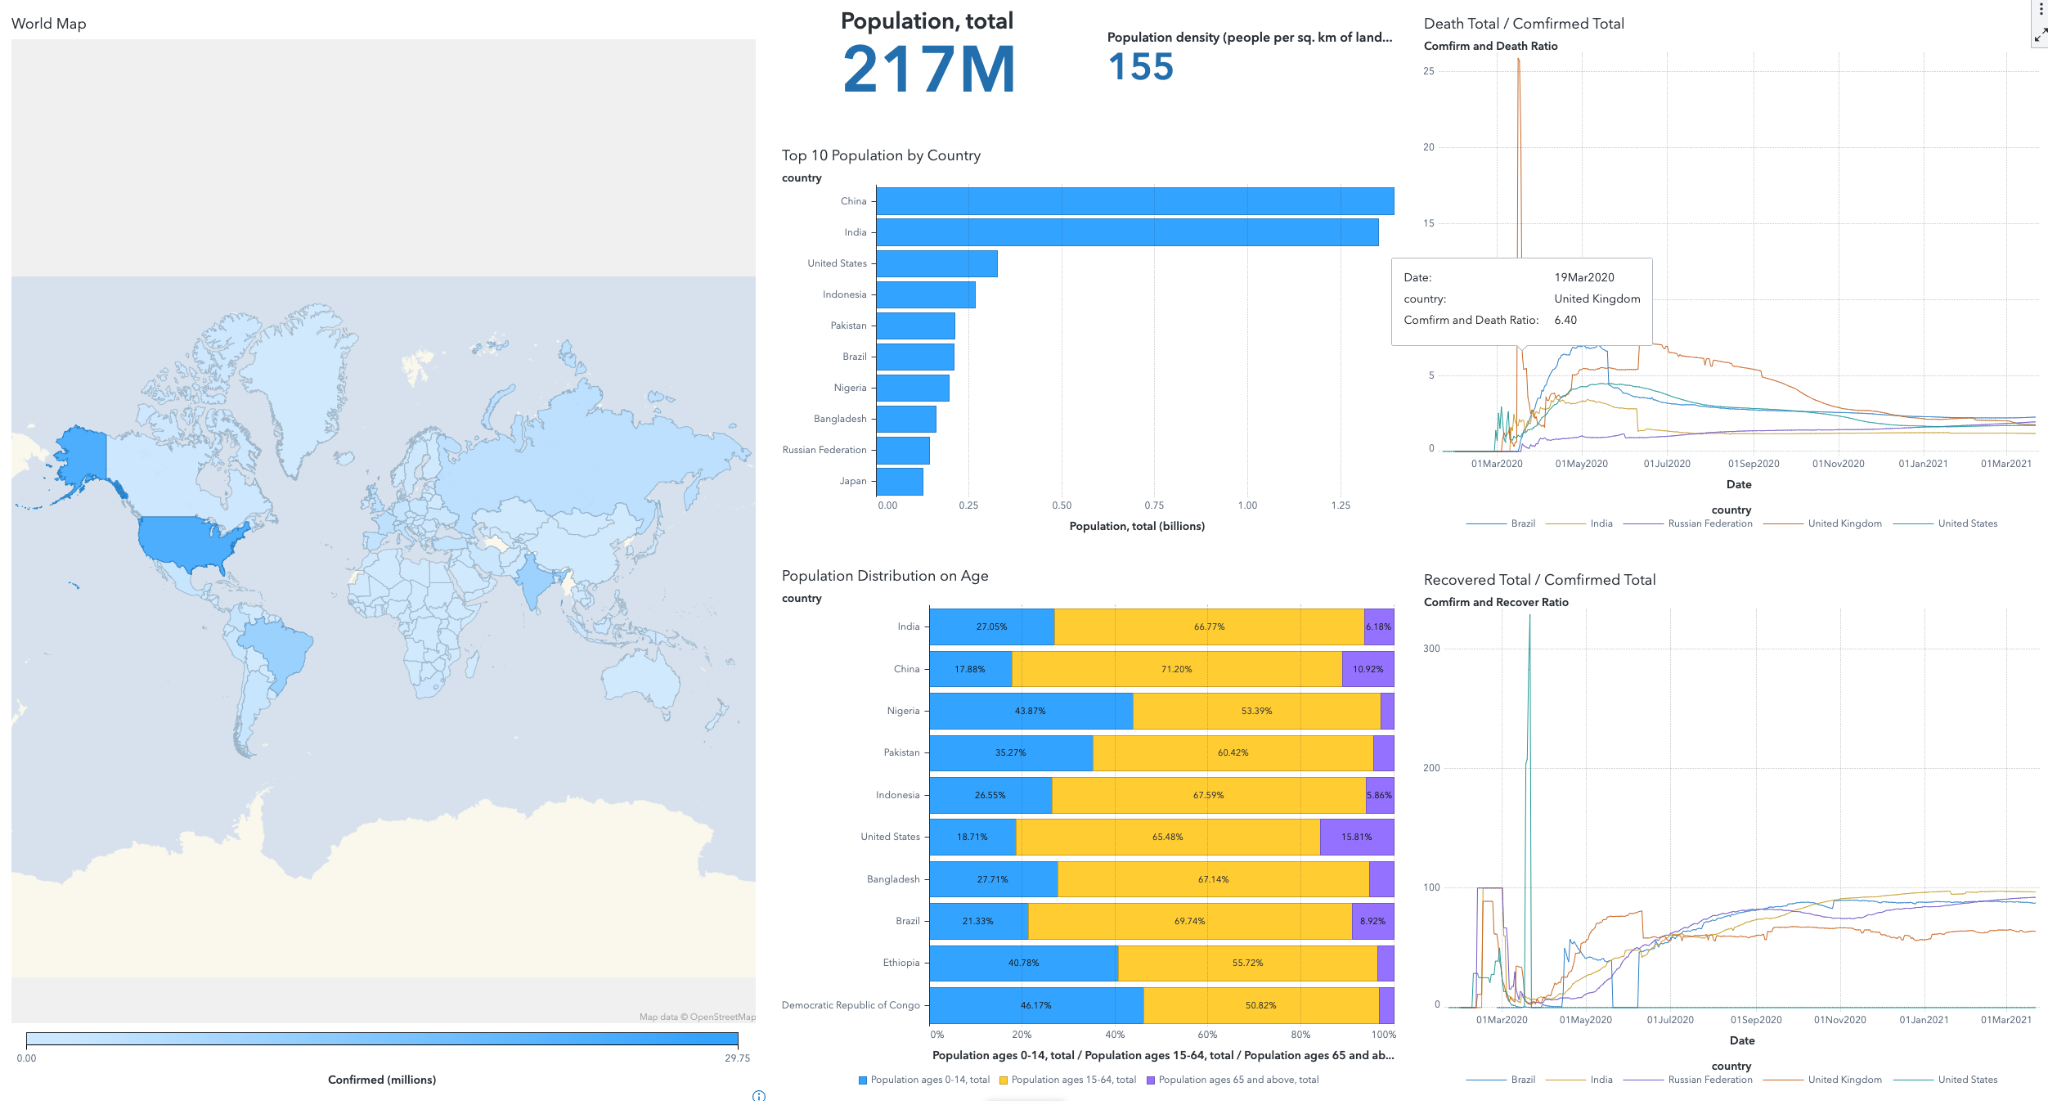 World Map
Map data © OpenStreetMap
0.00
29.75
Confirmed (millions)
Population, total
217M
Population density (people per sq. km of land...
155
Top 10 Population by Country
country
China
India
United States
Indonesia
Pakistan
Brazil
Nigeria
Bangladesh
Russian Federation
Japan
0.00 0.25 0.50 0.75 1.00 1.25
Population, total (billions)
Population Distribution on Age
country
India 27.05% 66.77% 6.18%
China 17.88% 71.20% 10.92%
Nigeria 43.87% 53.39%
Pakistan 35.27% 60.42%
Indonesia 26.55% 67.59% 5.86%
United States 18.71% 65.48% 15.81%
Bangladesh 27.71% 67.14%
Brazil 21.33% 69.74% 8.92%
Ethiopia 40.78% 55.72%
Democratic Republic of Congo 46.17% 50.82%
0% 20% 40% 60% 80% 100%
Population ages 0-14, total / Population ages 15-64, total / Population ages 65 and ab...
Population ages 0-14, total Population ages 15-64, total Population ages 65 and above, total
Death Total / Comfirmed Total
Comfirm and Death Ratio
25
20
15
Date: 19Mar2020
country: United Kingdom
Comfirm and Death Ratio: 6.40
5
0
01Mar2020 01May2020 01Jul2020 01Sep2020 01Nov2020 01Jan2021 01Mar2021
Date
country
Brazil India Russian Federation United Kingdom United States
Recovered Total / Comfirmed Total
Comfirm and Recover Ratio
300
200
100
0
01Mar2020 01May2020 01Jul2020 01Sep2020 01Nov2020 01Jan2021 01Mar2021
Date
country
Brazil India Russian Federation United Kingdom United States